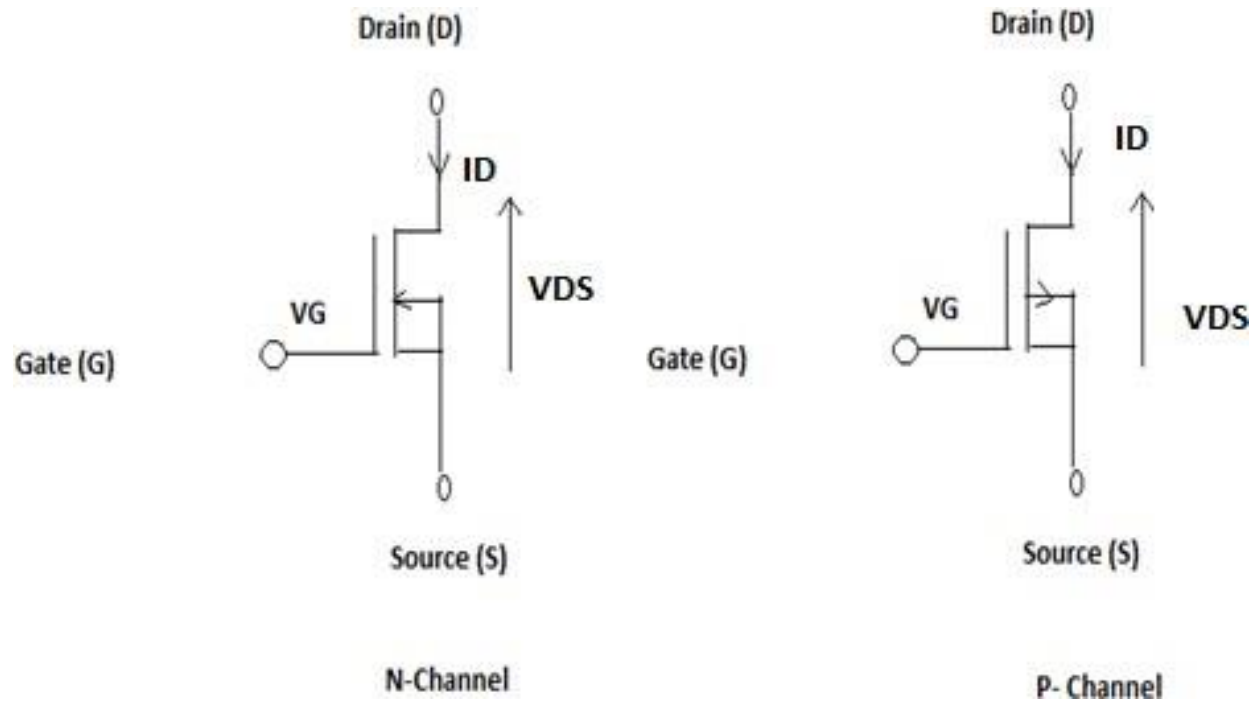 Drain (D)
ID
VDS
VG
Gate (G)
Source (S)
N-Channel
Drain (D)
ID
VDS
VG
Gate (G)
Source (S)
P- Channel